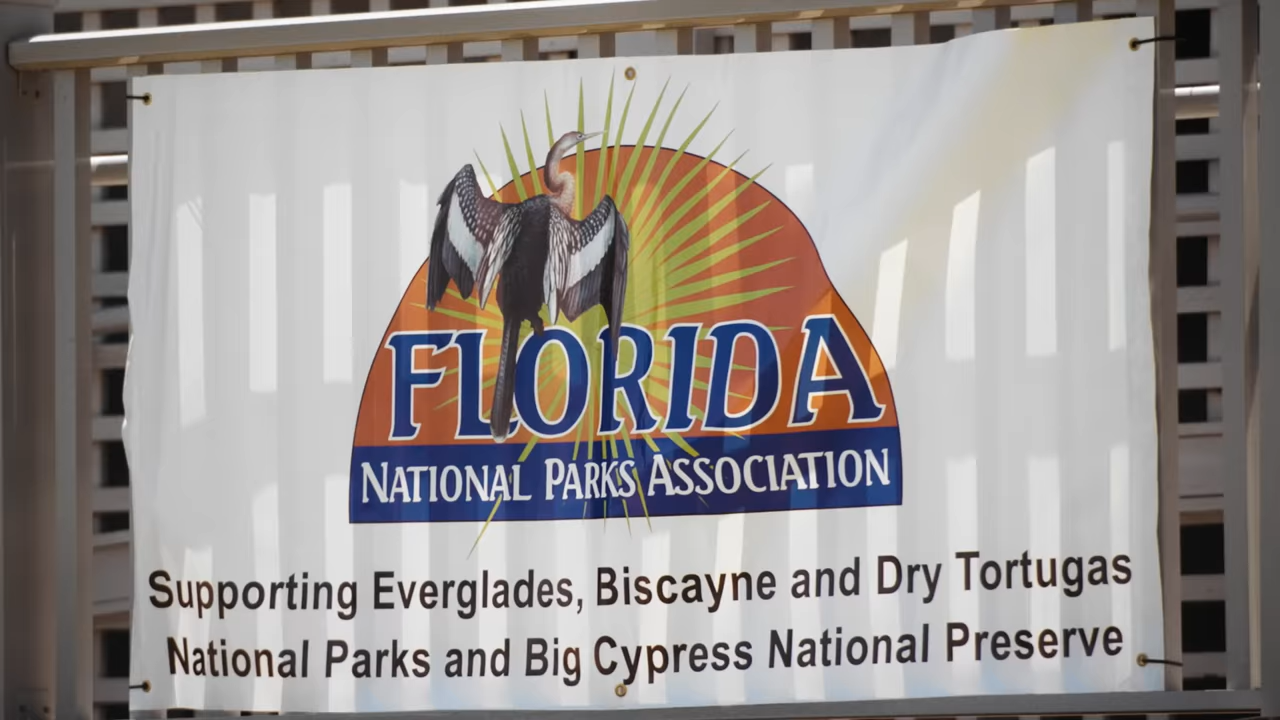 FLORIDA
NATIONAL PARKS ASSOCIATION
Supporting Everglades, Biscayne and Dry Tortugas
National Parks and Big Cypress National Preserve